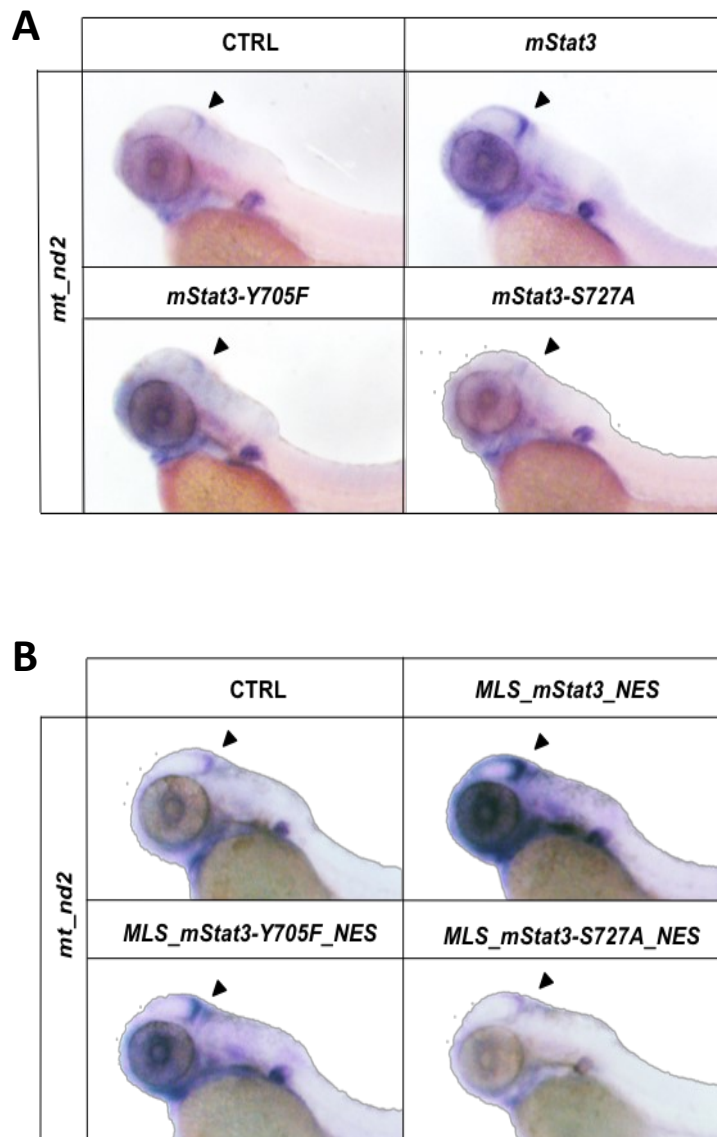 A
CTRL mStat3
mt_nd2
mStat3-Y705F mStat3-S727A
B
CTRL MLS_mStat3_NES
mt_nd2
MLS_mStat3-Y705F_NES MLS_mStat3-S727A_NES